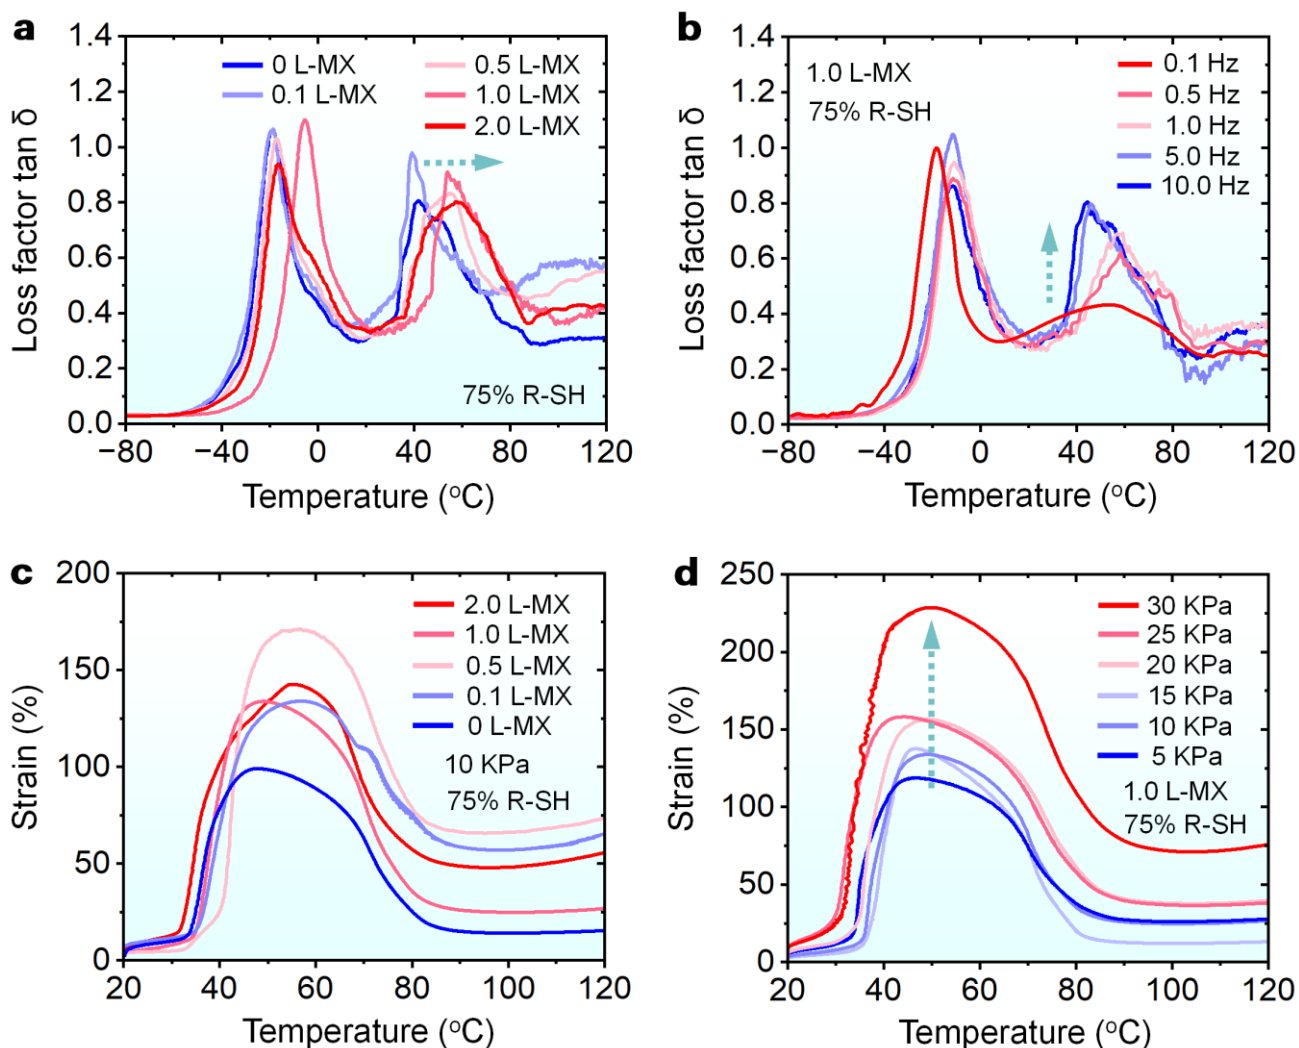 a
Loss factor tan δ
1.4
1.2
1.0
0.8
0.6
0.4
0.2
0.0
0 L-MX
0.1 L-MX
0.5 L-MX
1.0 L-MX
2.0 L-MX
75% R-SH
−80
−40
0
40
80
120
Temperature (°C)
b
Loss factor tan δ
1.4
1.2
1.0
0.8
0.6
0.4
0.2
0.0
1.0 L-MX
75% R-SH
0.1 Hz
0.5 Hz
1.0 Hz
5.0 Hz
10.0 Hz
−80
−40
0
40
80
120
Temperature (°C)
c
Strain (%)
200
150
100
50
0
2.0 L-MX
1.0 L-MX
0.5 L-MX
0.1 L-MX
0 L-MX
10 KPa
75% R-SH
20
40
60
80
100
120
Temperature (°C)
d
Strain (%)
250
200
150
100
50
0
30 KPa
25 KPa
20 KPa
15 KPa
10 KPa
5 KPa
1.0 L-MX
75% R-SH
20
40
60
80
100
120
Temperature (°C)